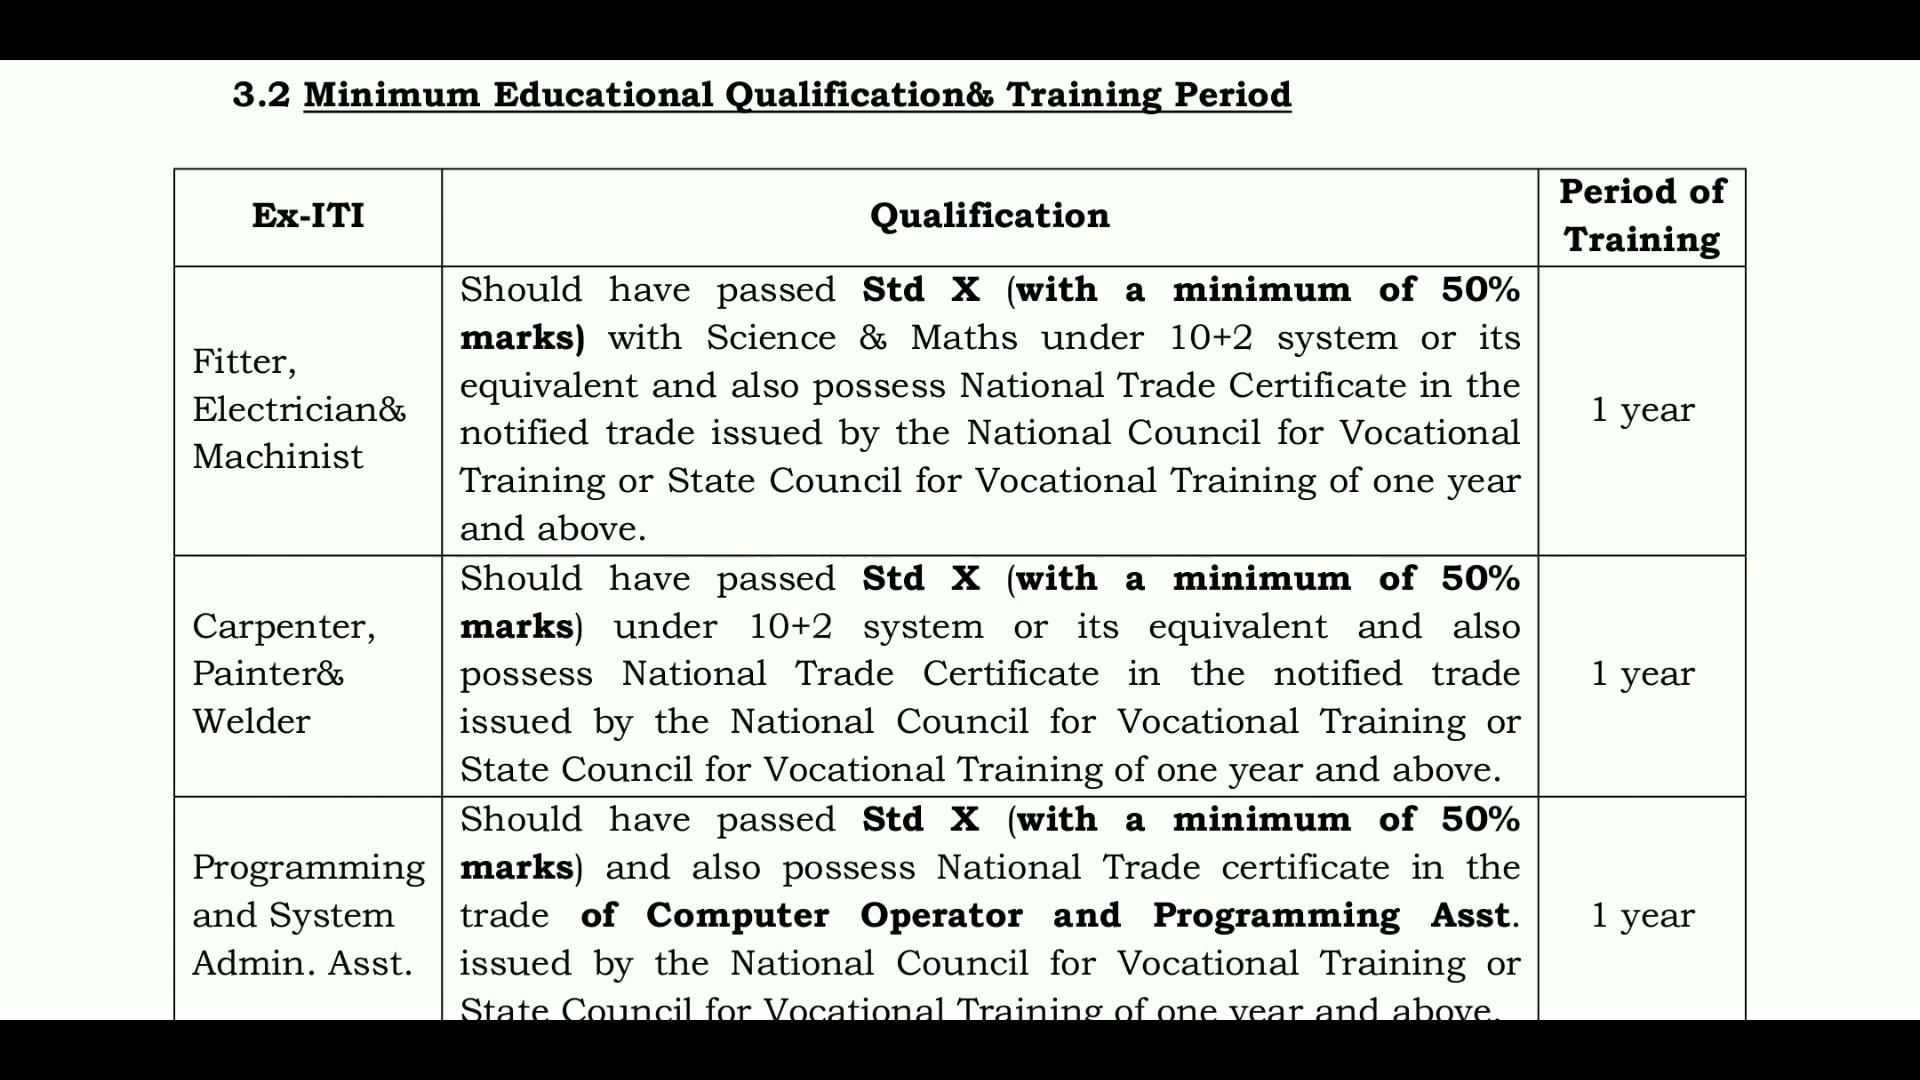 3.2 Minimum Educational Qualification& Training Period
Ex-ITI
Qualification
Period of
Training
Fitter,
Electrician&
Machinist
Should have passed Std X (with a minimum of 50%
marks) with Science & Maths under 10+2 system or its
equivalent and also possess National Trade Certificate in the
notified trade issued by the National Council for Vocational
Training or State Council for Vocational Training of one year
and above.
1 year
Carpenter,
Painter&
Welder
Should have passed Std X (with a minimum of 50%
marks) under 10+2 system or its equivalent and also
possess National Trade Certificate in the notified trade
issued by the National Council for Vocational Training or
State Council for Vocational Training of one year and above.
1 year
Programming
and System
Admin. Asst.
Should have passed Std X (with a minimum of 50%
marks) and also possess National Trade certificate in the
trade of Computer Operator and Programming Asst.
issued by the National Council for Vocational Training or
State Council for Vocational Training of one year and above.
1 year